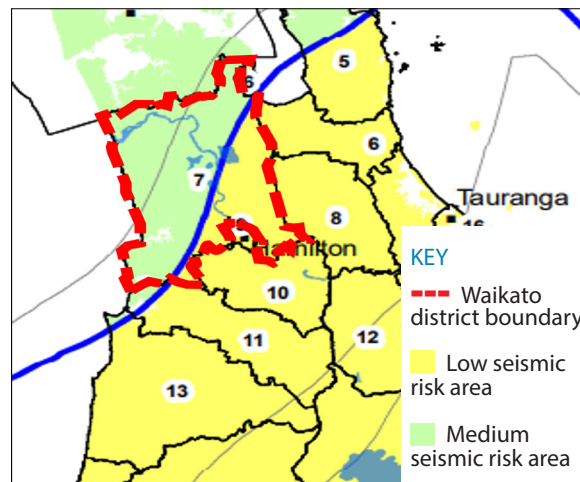 5
6
6
7
Tauranga
16
8
Hamilton
10
11
12
13
KEY
Waikato
district boundary
Low seismic
risk area
Medium
seismic risk area